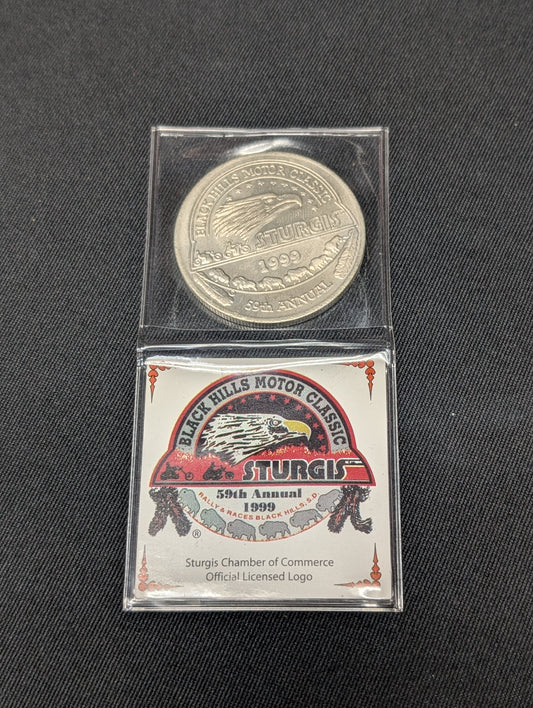 BLACK HILLS MOTOR CLASSIC
STURGIS
1999
59th ANNUAL
BLACK HILLS MOTOR CLASSIC
STURGIS
59th Annual
1999
RALLY & RACES BLACK HILLS, S.D.
®
Sturgis Chamber of Commerce
Official Licensed Logo